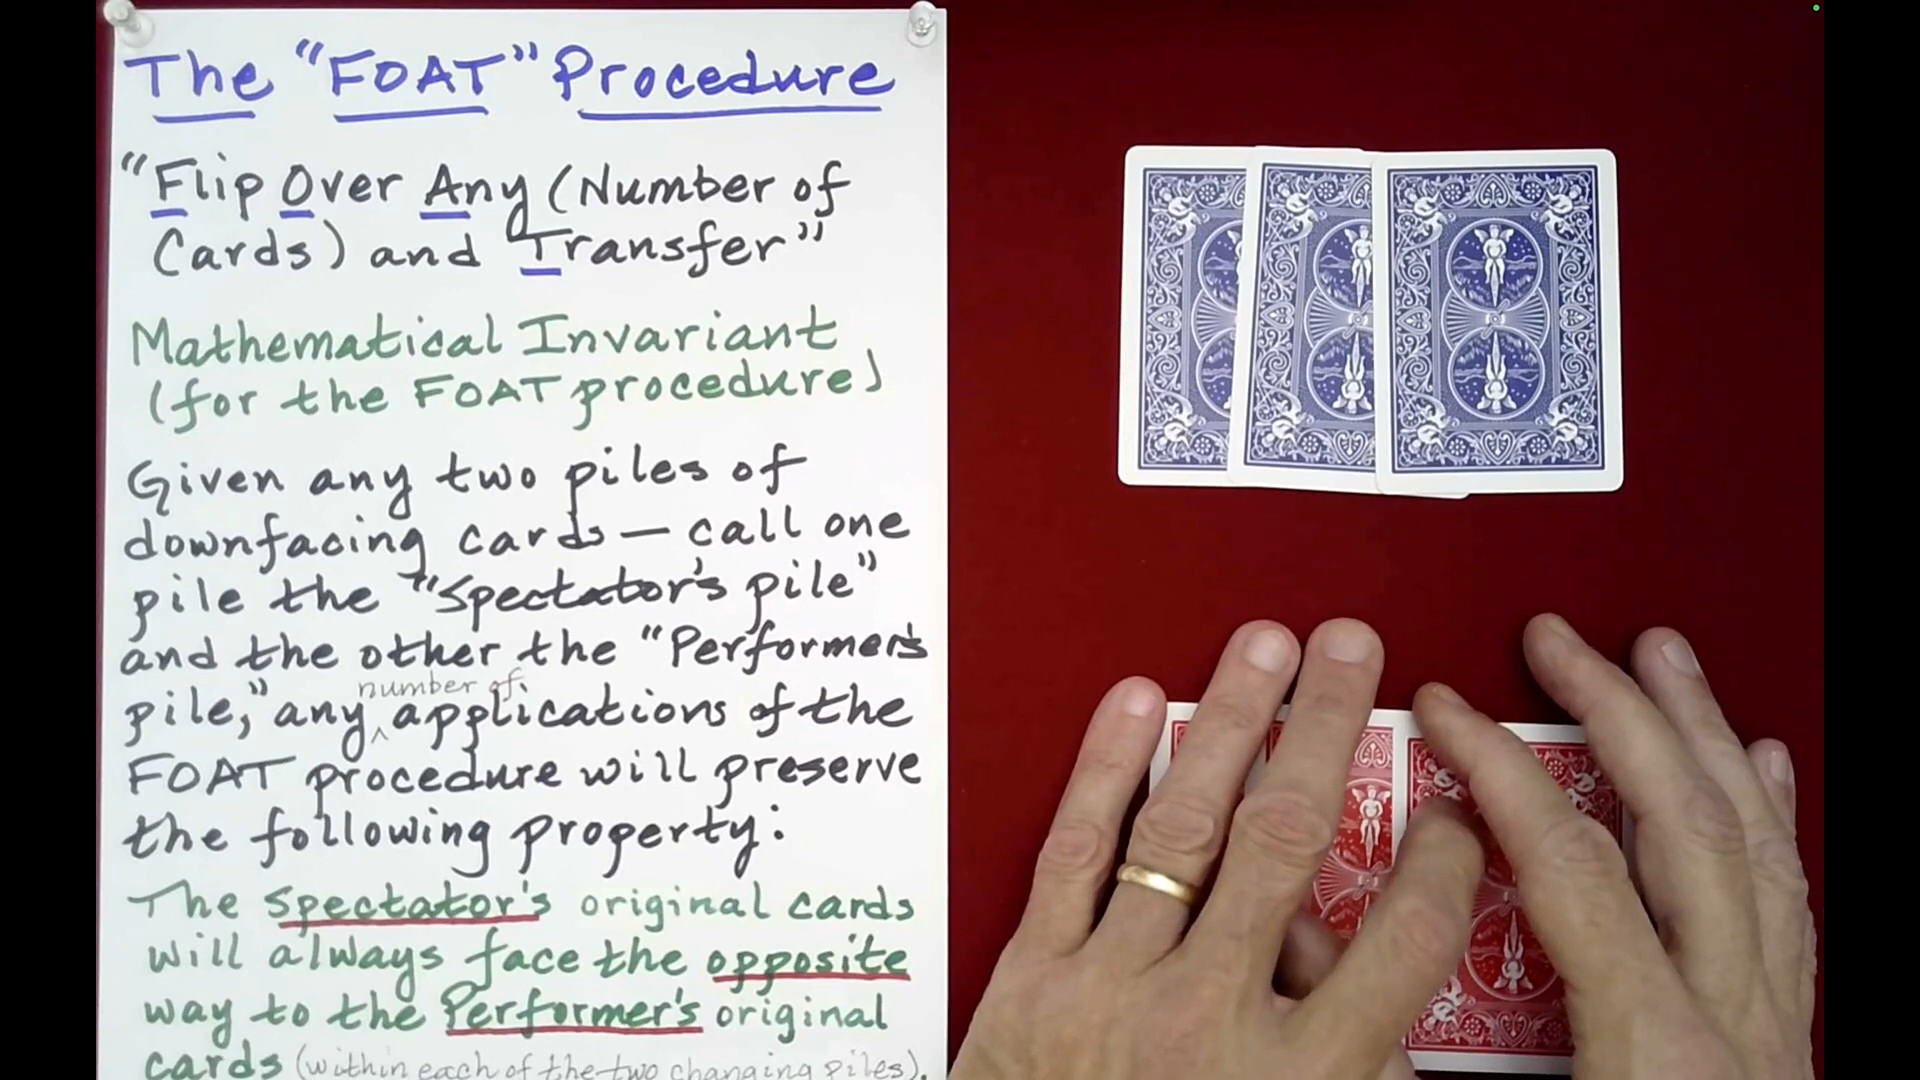 The "FOAT" Procedure
"Flip Over Any (Number of
Cards) and Transfer"
Mathematical Invariant
(for the FOAT procedure)
Given any two piles of
downfacing cards — call one
pile the "Spectator's pile"
and the other the "Performer's
pile," any number of applications of the
FOAT procedure will preserve
the following property:
The Spectator's original cards
will always face the opposite
way to the Performer's original
cards (within each of the two changing piles).